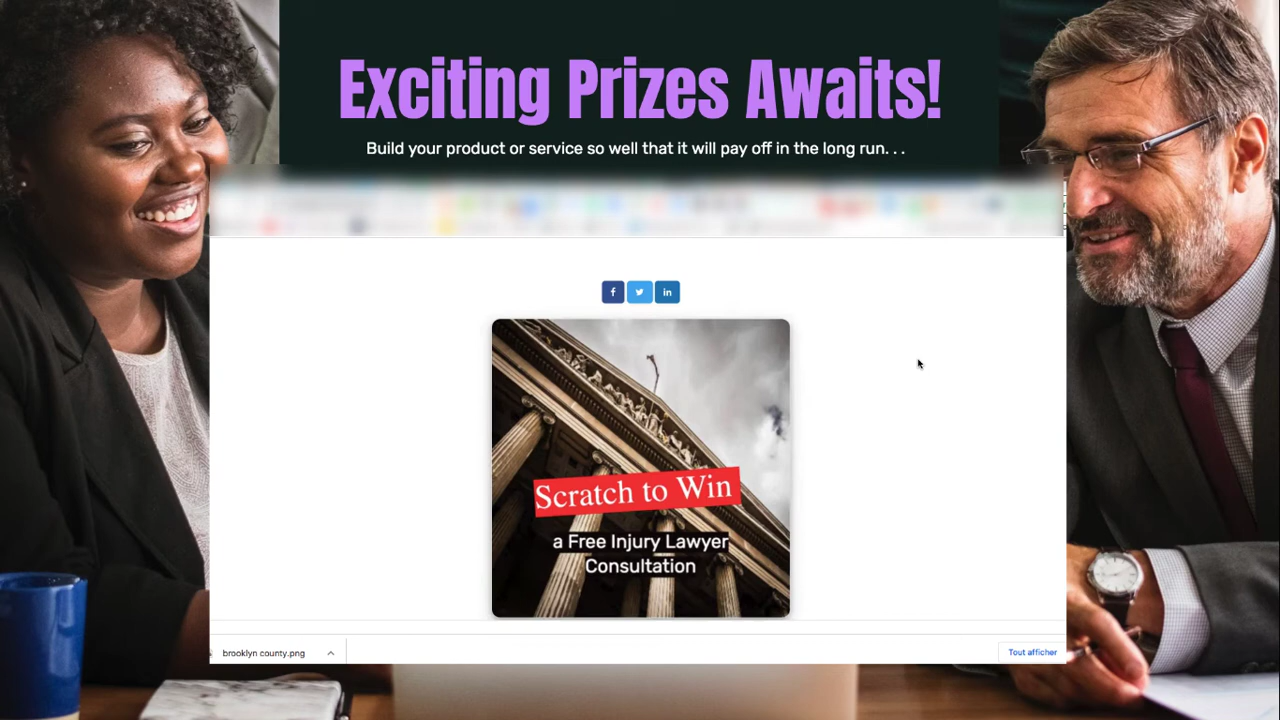 Exciting Prizes Awaits!
Build your product or service so well that it will pay off in the long run. . .
f
in
Scratch to Win
a Free Injury Lawyer
Consultation
brooklyn county.png
Tout afficher